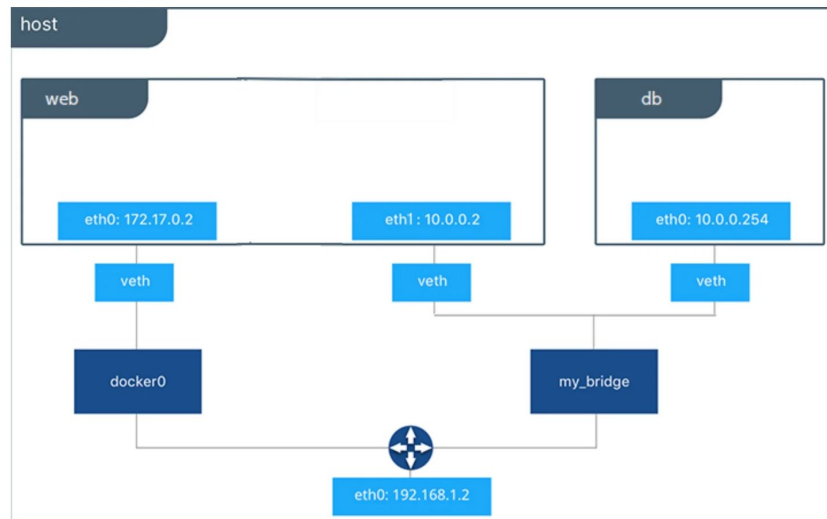 host
web
db
eth0: 172.17.0.2
eth1 : 10.0.0.2
eth0: 10.0.0.254
veth
veth
veth
docker0
my_bridge
eth0: 192.168.1.2